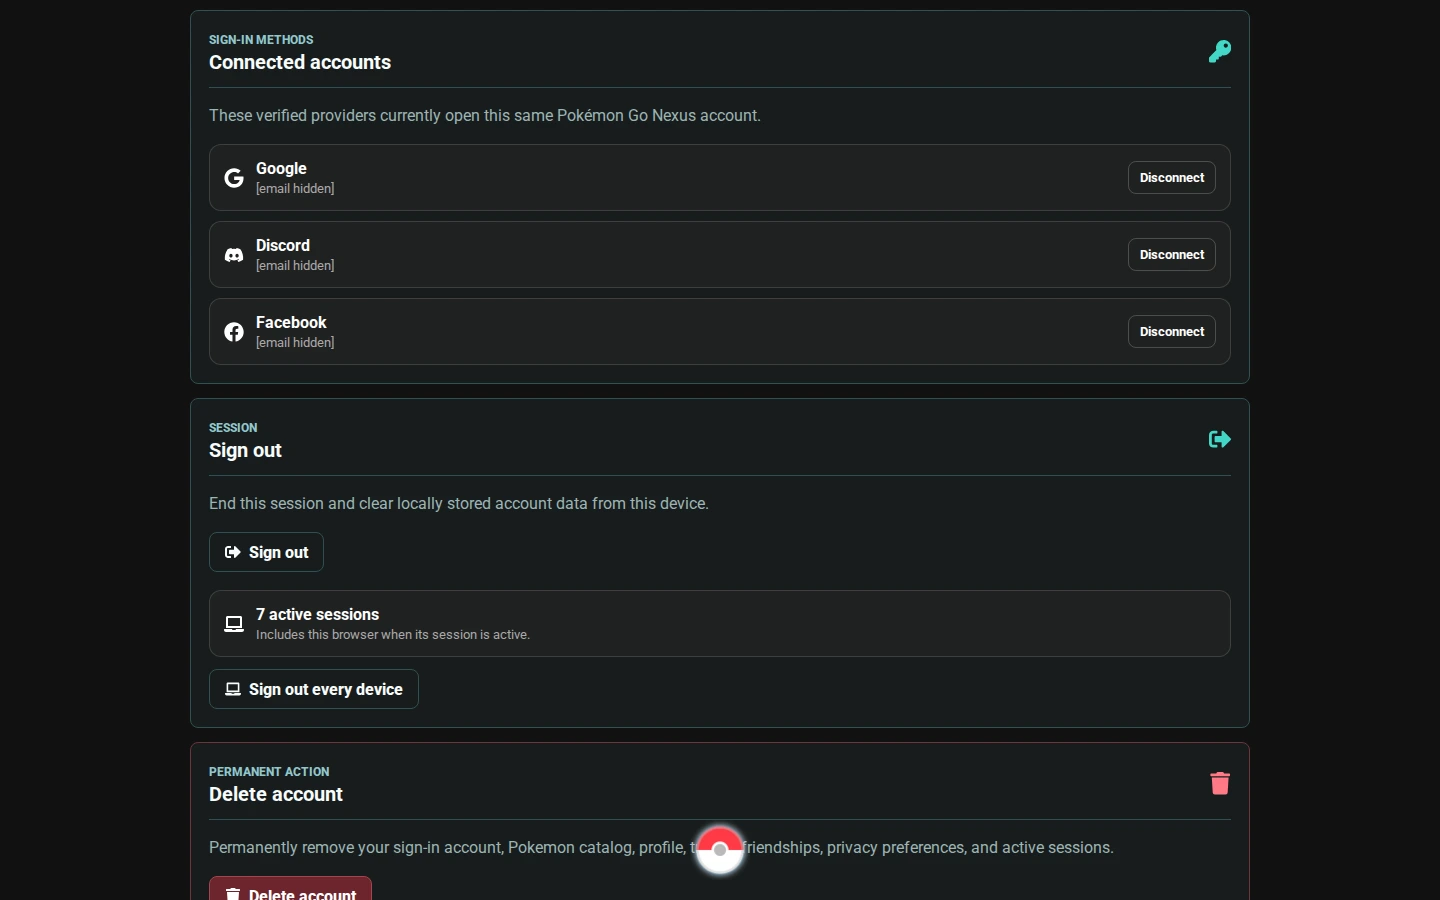 SIGN-IN METHODS
Connected accounts
These verified providers currently open this same Pokémon Go Nexus account.
Google
[email hidden]
Disconnect
Discord
[email hidden]
Disconnect
Facebook
[email hidden]
Disconnect
SESSION
Sign out
End this session and clear locally stored account data from this device.
Sign out
7 active sessions
Includes this browser when its session is active.
Sign out every device
PERMANENT ACTION
Delete account
Permanently remove your sign-in account, Pokemon catalog, profile, friendships, privacy preferences, and active sessions.
Delete account